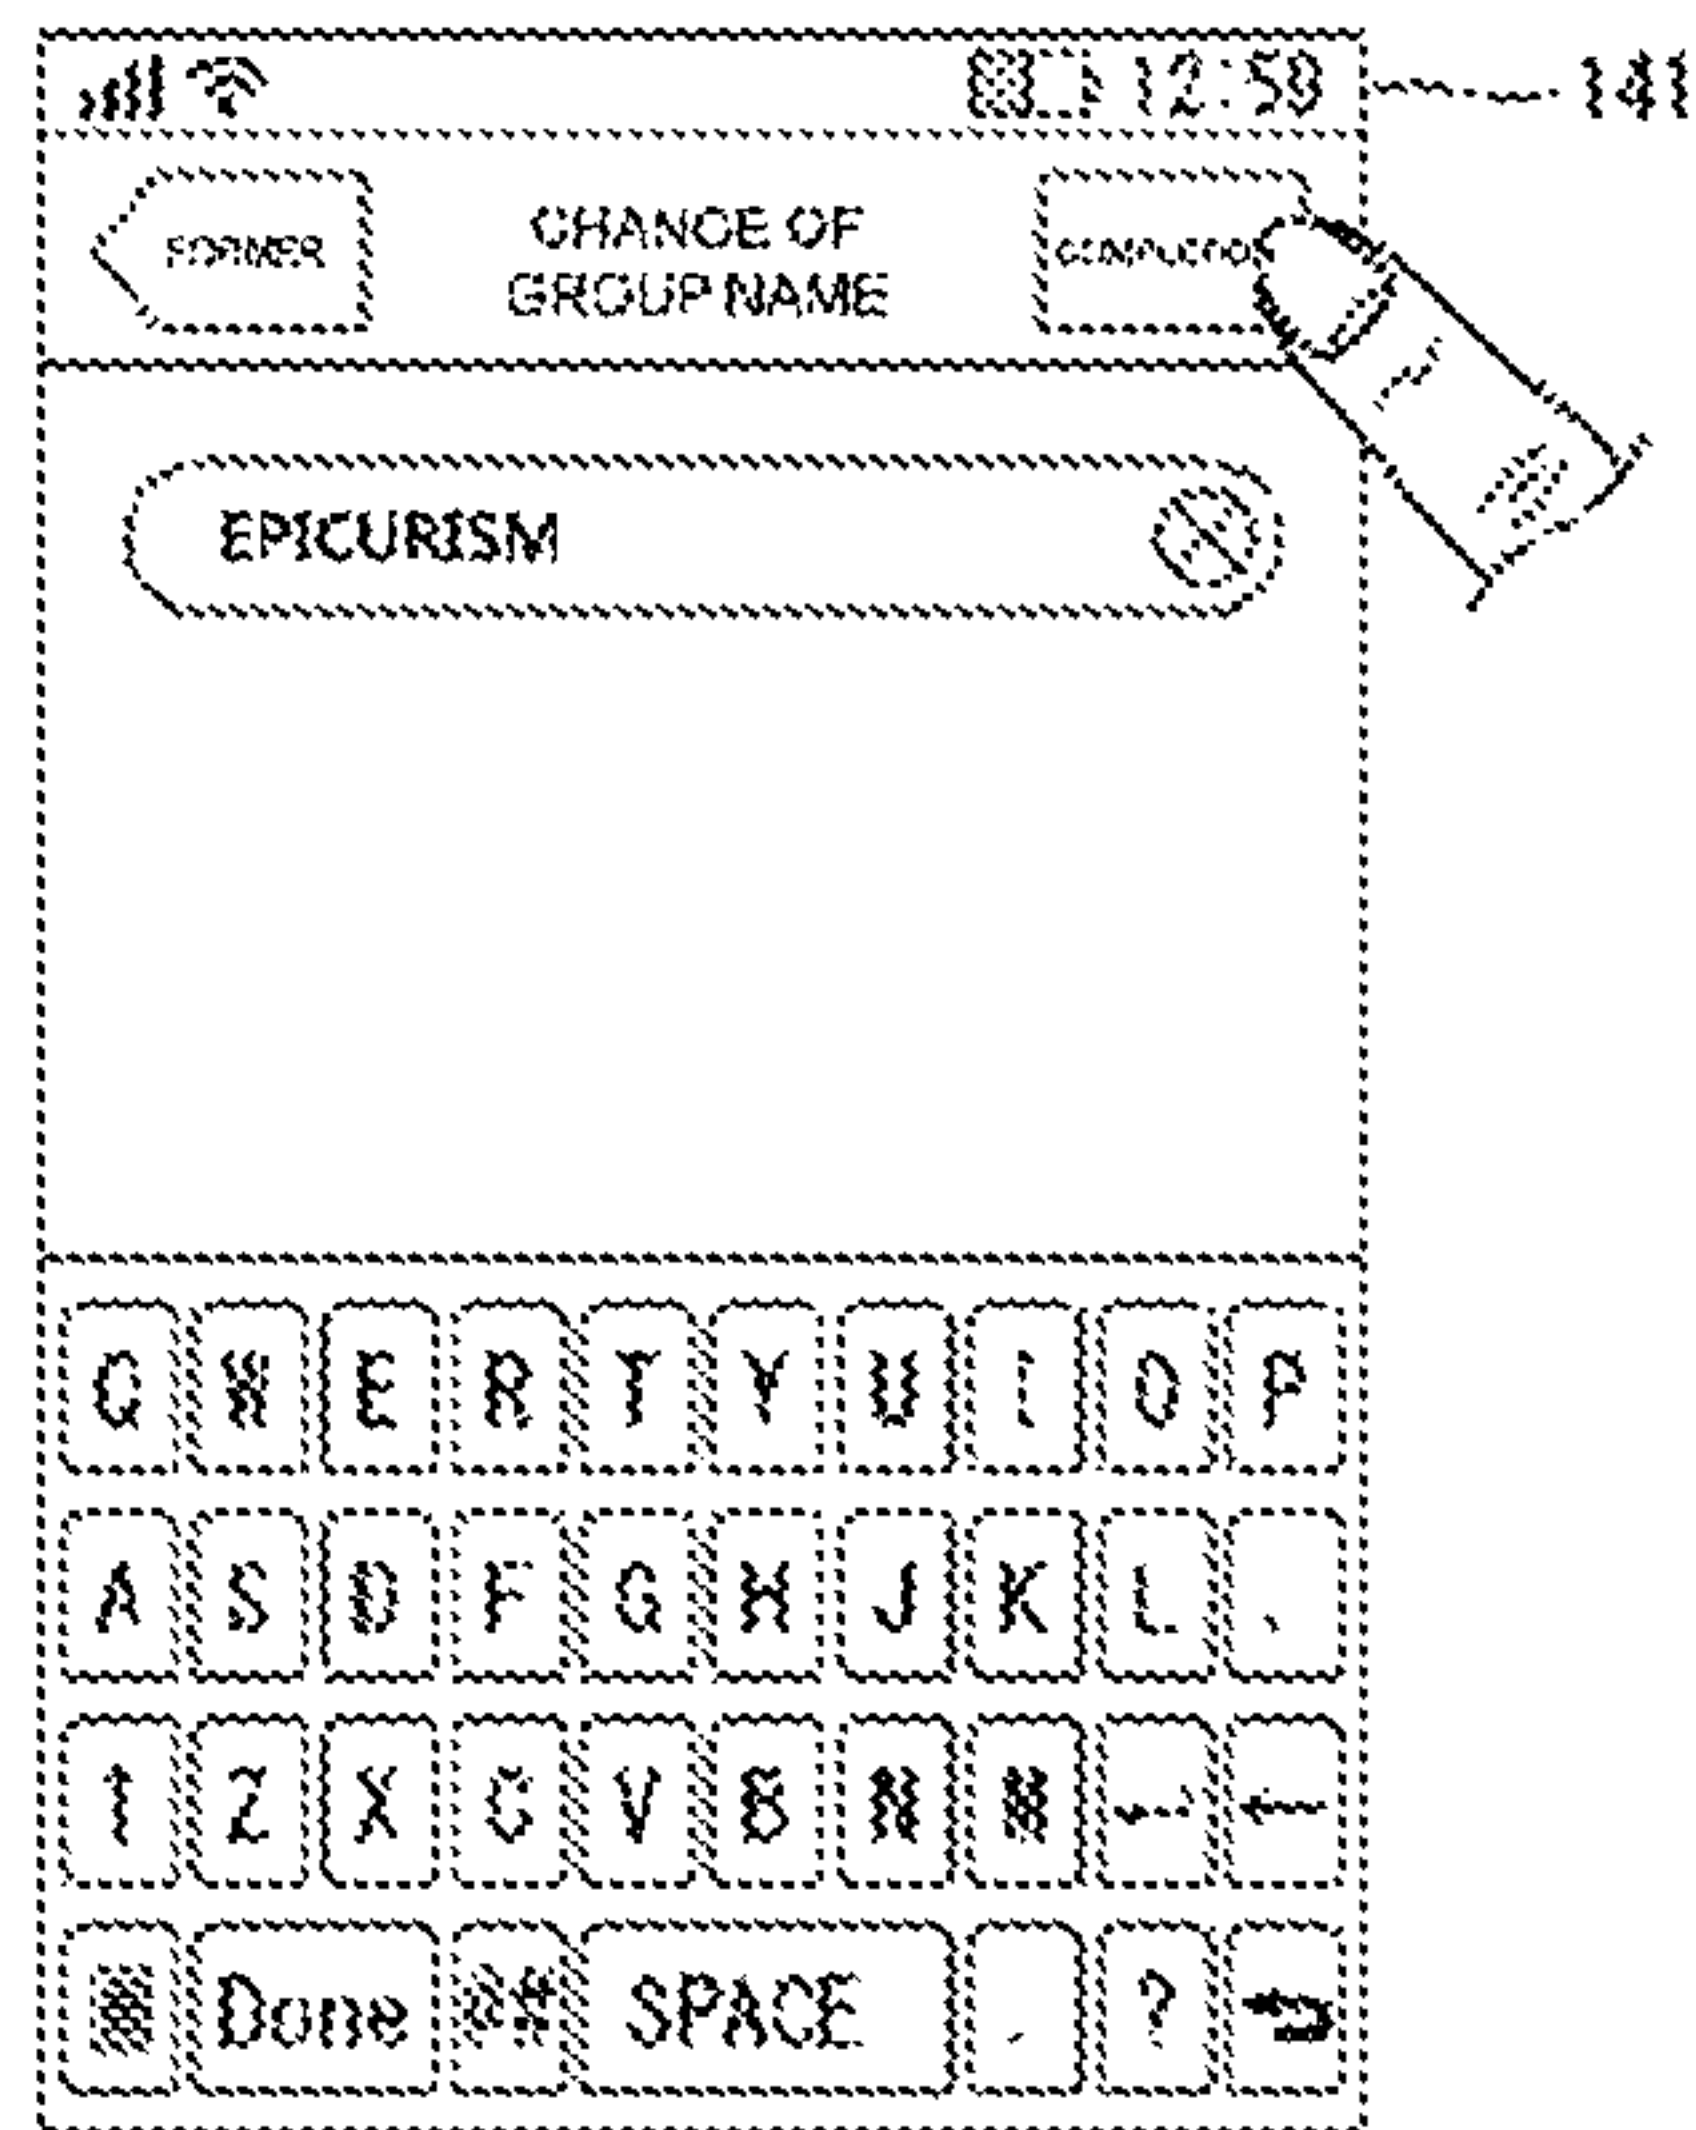 12:59
141
FORMER
CHANGE OF
GROUP NAME
EPICURISM
Q W E R T Y U I O P
A S D F G H J K L
Z X C V B N M
Done SPACE ?